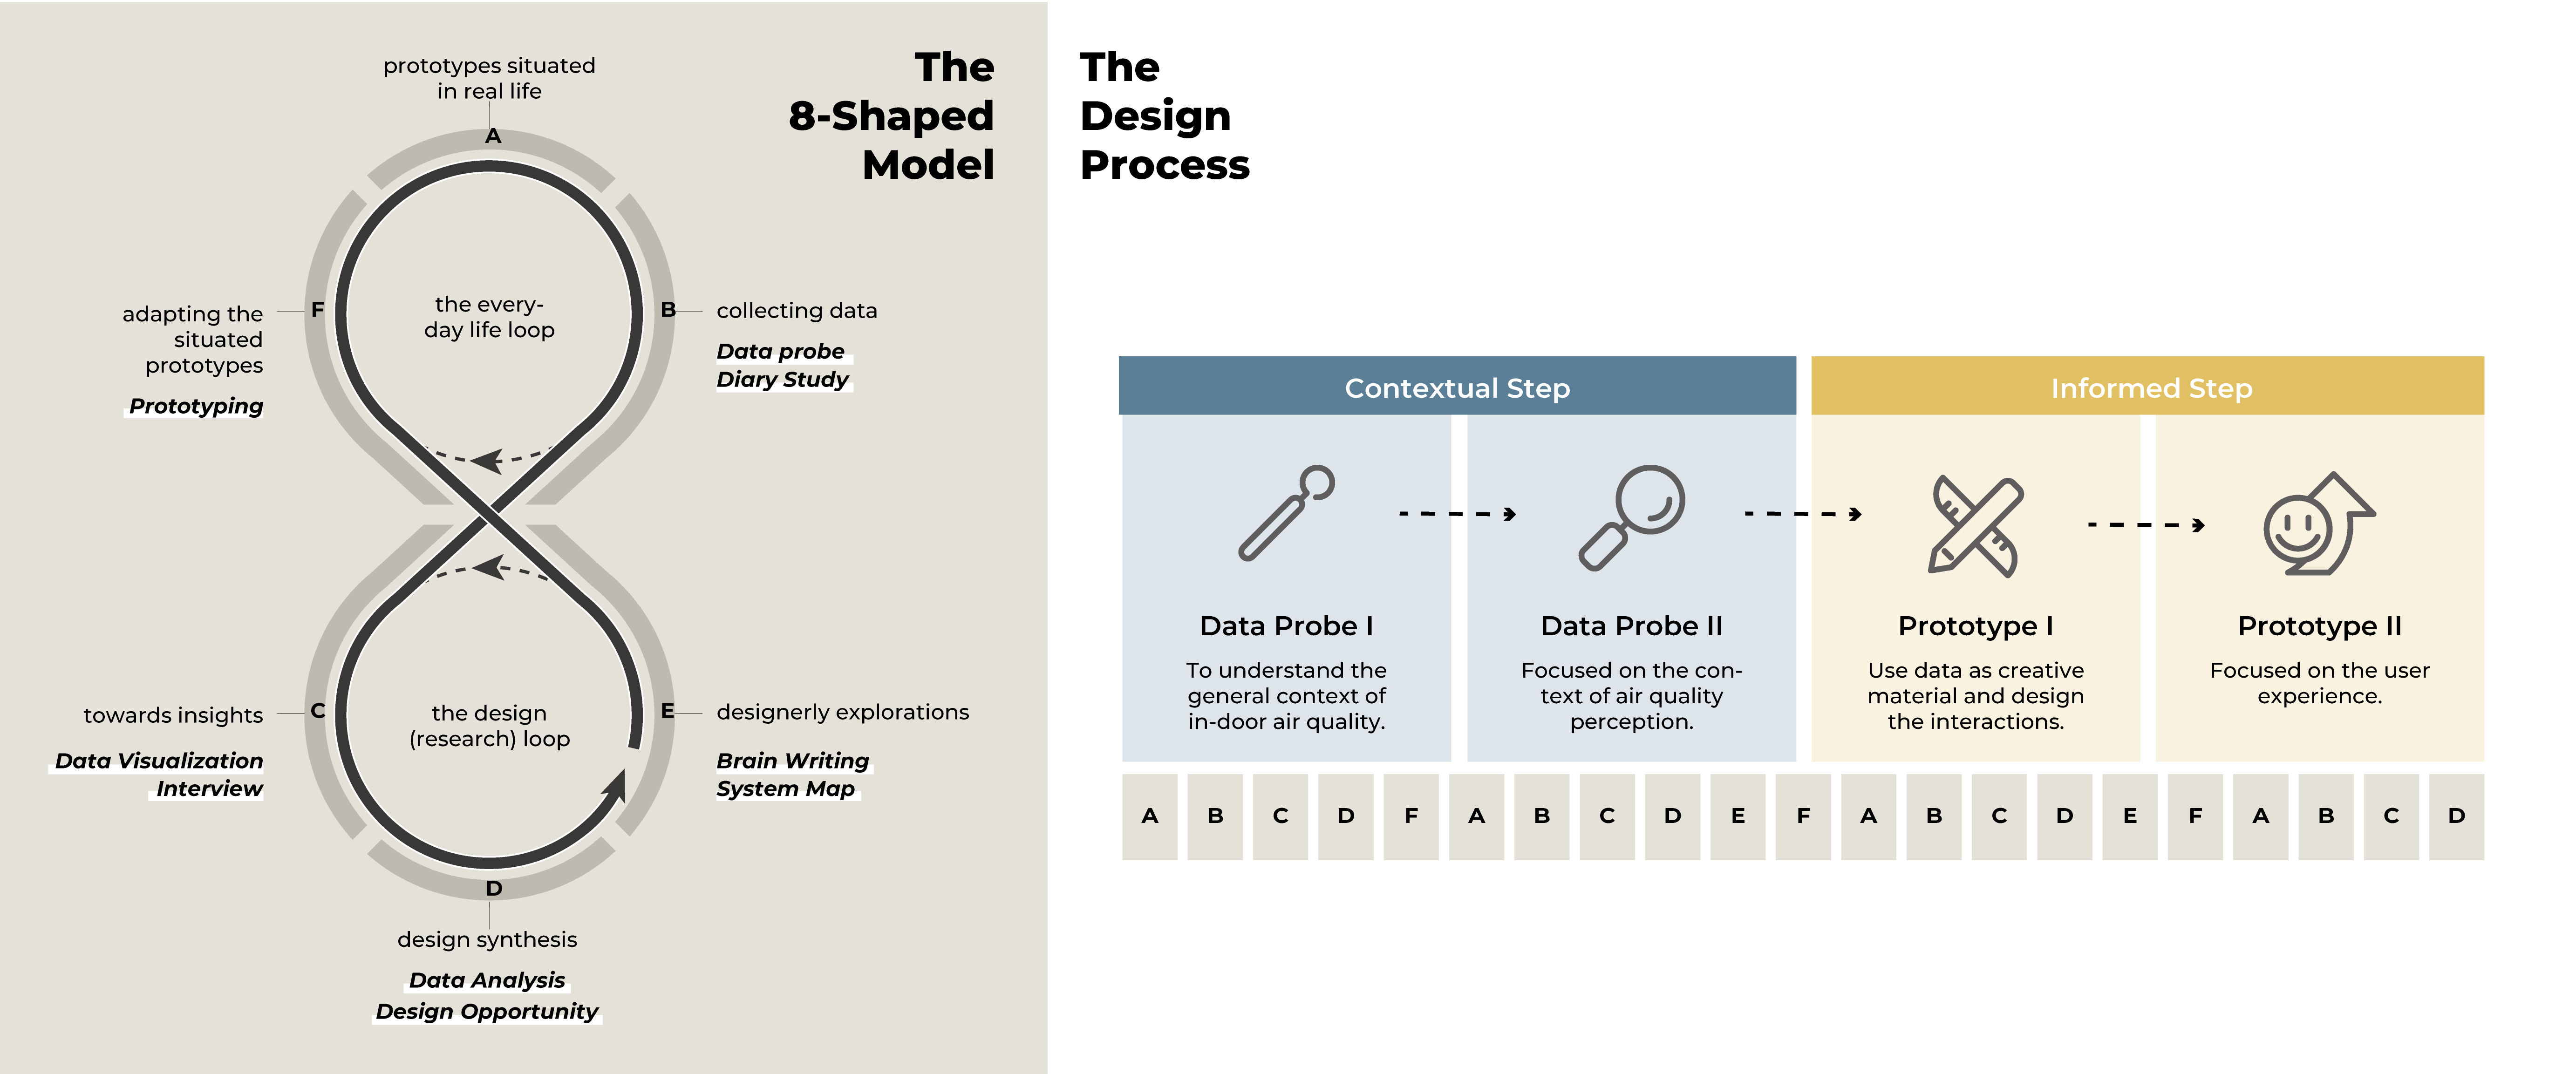 The
8-Shaped
Model
prototypes situated
in real life
A
F
B
the every-
day life loop
adapting the
situated
prototypes
Prototyping
collecting data
Data probe
Diary Study
C
E
the design
(research) loop
towards insights
Data Visualization
Interview
designerly explorations
Brain Writing
System Map
D
design synthesis
Data Analysis
Design Opportunity
The
Design
Process
Contextual Step
Informed Step
Data Probe I
To understand the
general context of
in-door air quality.
Data Probe II
Focused on the con-
text of air quality
perception.
Prototype I
Use data as creative
material and design
the interactions.
Prototype II
Focused on the user
experience.
A B C D F A B C D E F A B C D E F A B C D